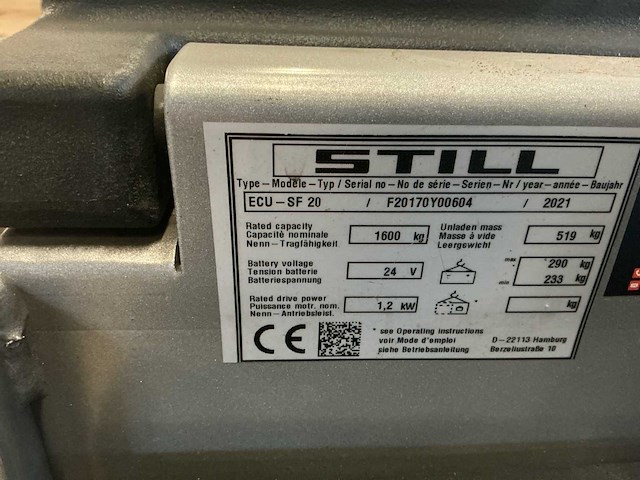 STILL
Type – Modele – Typ / Serial no – No de série – Serien – Nr / year – année – Baujahr
ECU – SF 20 / F20170Y00604 / 2021
Rated capacity
Capacité nominale
Nenn – Tragfähigkeit
1600 kg
Unladen mass
Masse à vide
Leergewicht
519 kg
Battery voltage
Tension batterie
Batteriespannung
24 V
max 290 kg
min 233 kg
Rated drive power
Puissance motr. nom.
Nenn – Antriebsleist.
1,2 kW
kg
CE
* see Operating instructions
voir Mode d'emploi
siehe Betriebsanleitung
D – 22113 Hamburg
Berzeliustraße 10